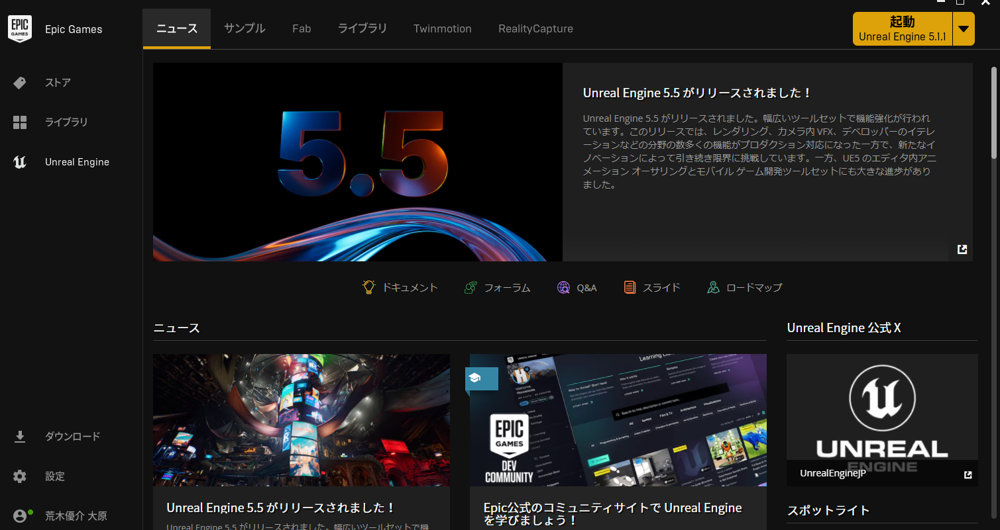 EPIC
GAMES
Epic Games
ニュース
サンプル
Fab
ライブラリ
Twinmotion
RealityCapture
起動
Unreal Engine 5.1.1
ストア
ライブラリ
Unreal Engine
ダウンロード
設定
荒木優介 大原
5.5
Unreal Engine 5.5 がリリースされました！
Unreal Engine 5.5 がリリースされました。幅広いツールセットで機能強化が行われ
ています。このリリースでは、レンダリング、カメラ内 VFX、デベロッパーのイテレ
ーションなどの分野の数多くの機能がプロダクション対応になった一方で、新たなイ
ノベーションによって引き続き限界に挑戦しています。一方、UE5 のエディタ内アニ
メーション オーサリングとモバイル ゲーム開発ツールセットにも大きな進歩があり
ました。
ドキュメント
フォーラム
Q&A
スライド
ロードマップ
ニュース
Unreal Engine 5.5 がリリースされました！
Unreal Engine 5.5 がリリースされました。幅広いツールセットで機
EPIC
GAMES
DEV
COMMUNITY
Epic公式のコミュニティサイトで Unreal Engine
を学びましょう！
Unreal Engine 公式 X
UNREAL
ENGINE
UnrealEngineJP
スポットライト